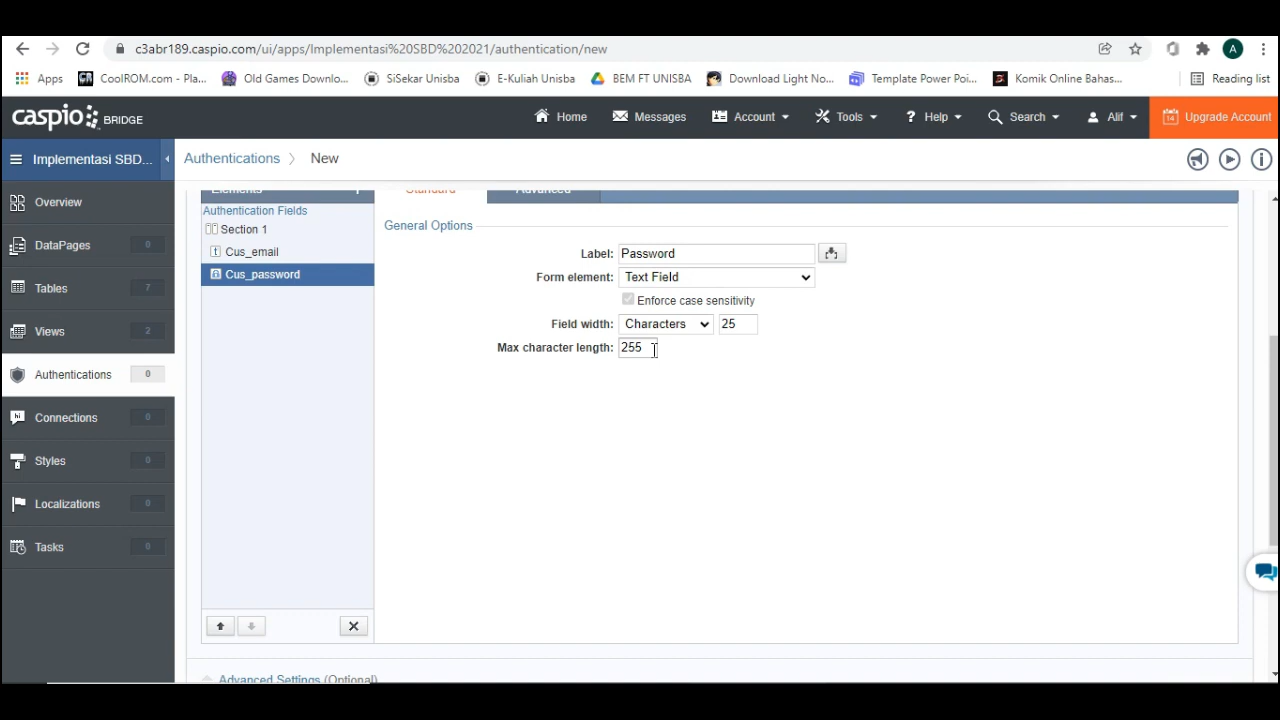 c3abr189.caspio.com/ui/apps/Implementasi%20SBD%202021/authentication/new
A
Apps
CoolROM.com - Pla...
Old Games Downlo...
SiSekar Unisba
E-Kuliah Unisba
BEM FT UNISBA
Download Light No...
Template Power Poi...
Komik Online Bahas...
Reading list
caspio BRIDGE
Home
Messages
Account
Tools
? Help
Search
Alif
14 Upgrade Account
Implementasi SBD...
Authentications > New
Overview
DataPages 0
Tables 7
Views 2
Authentications 0
Connections 0
Styles 0
Localizations 0
Tasks 0
Elements
Standard
Advanced
Authentication Fields
Section 1
Cus_email
Cus_password
General Options
Label: Password
Form element: Text Field
Enforce case sensitivity
Field width: Characters 25
Max character length: 255
Advanced Settings (Optional)